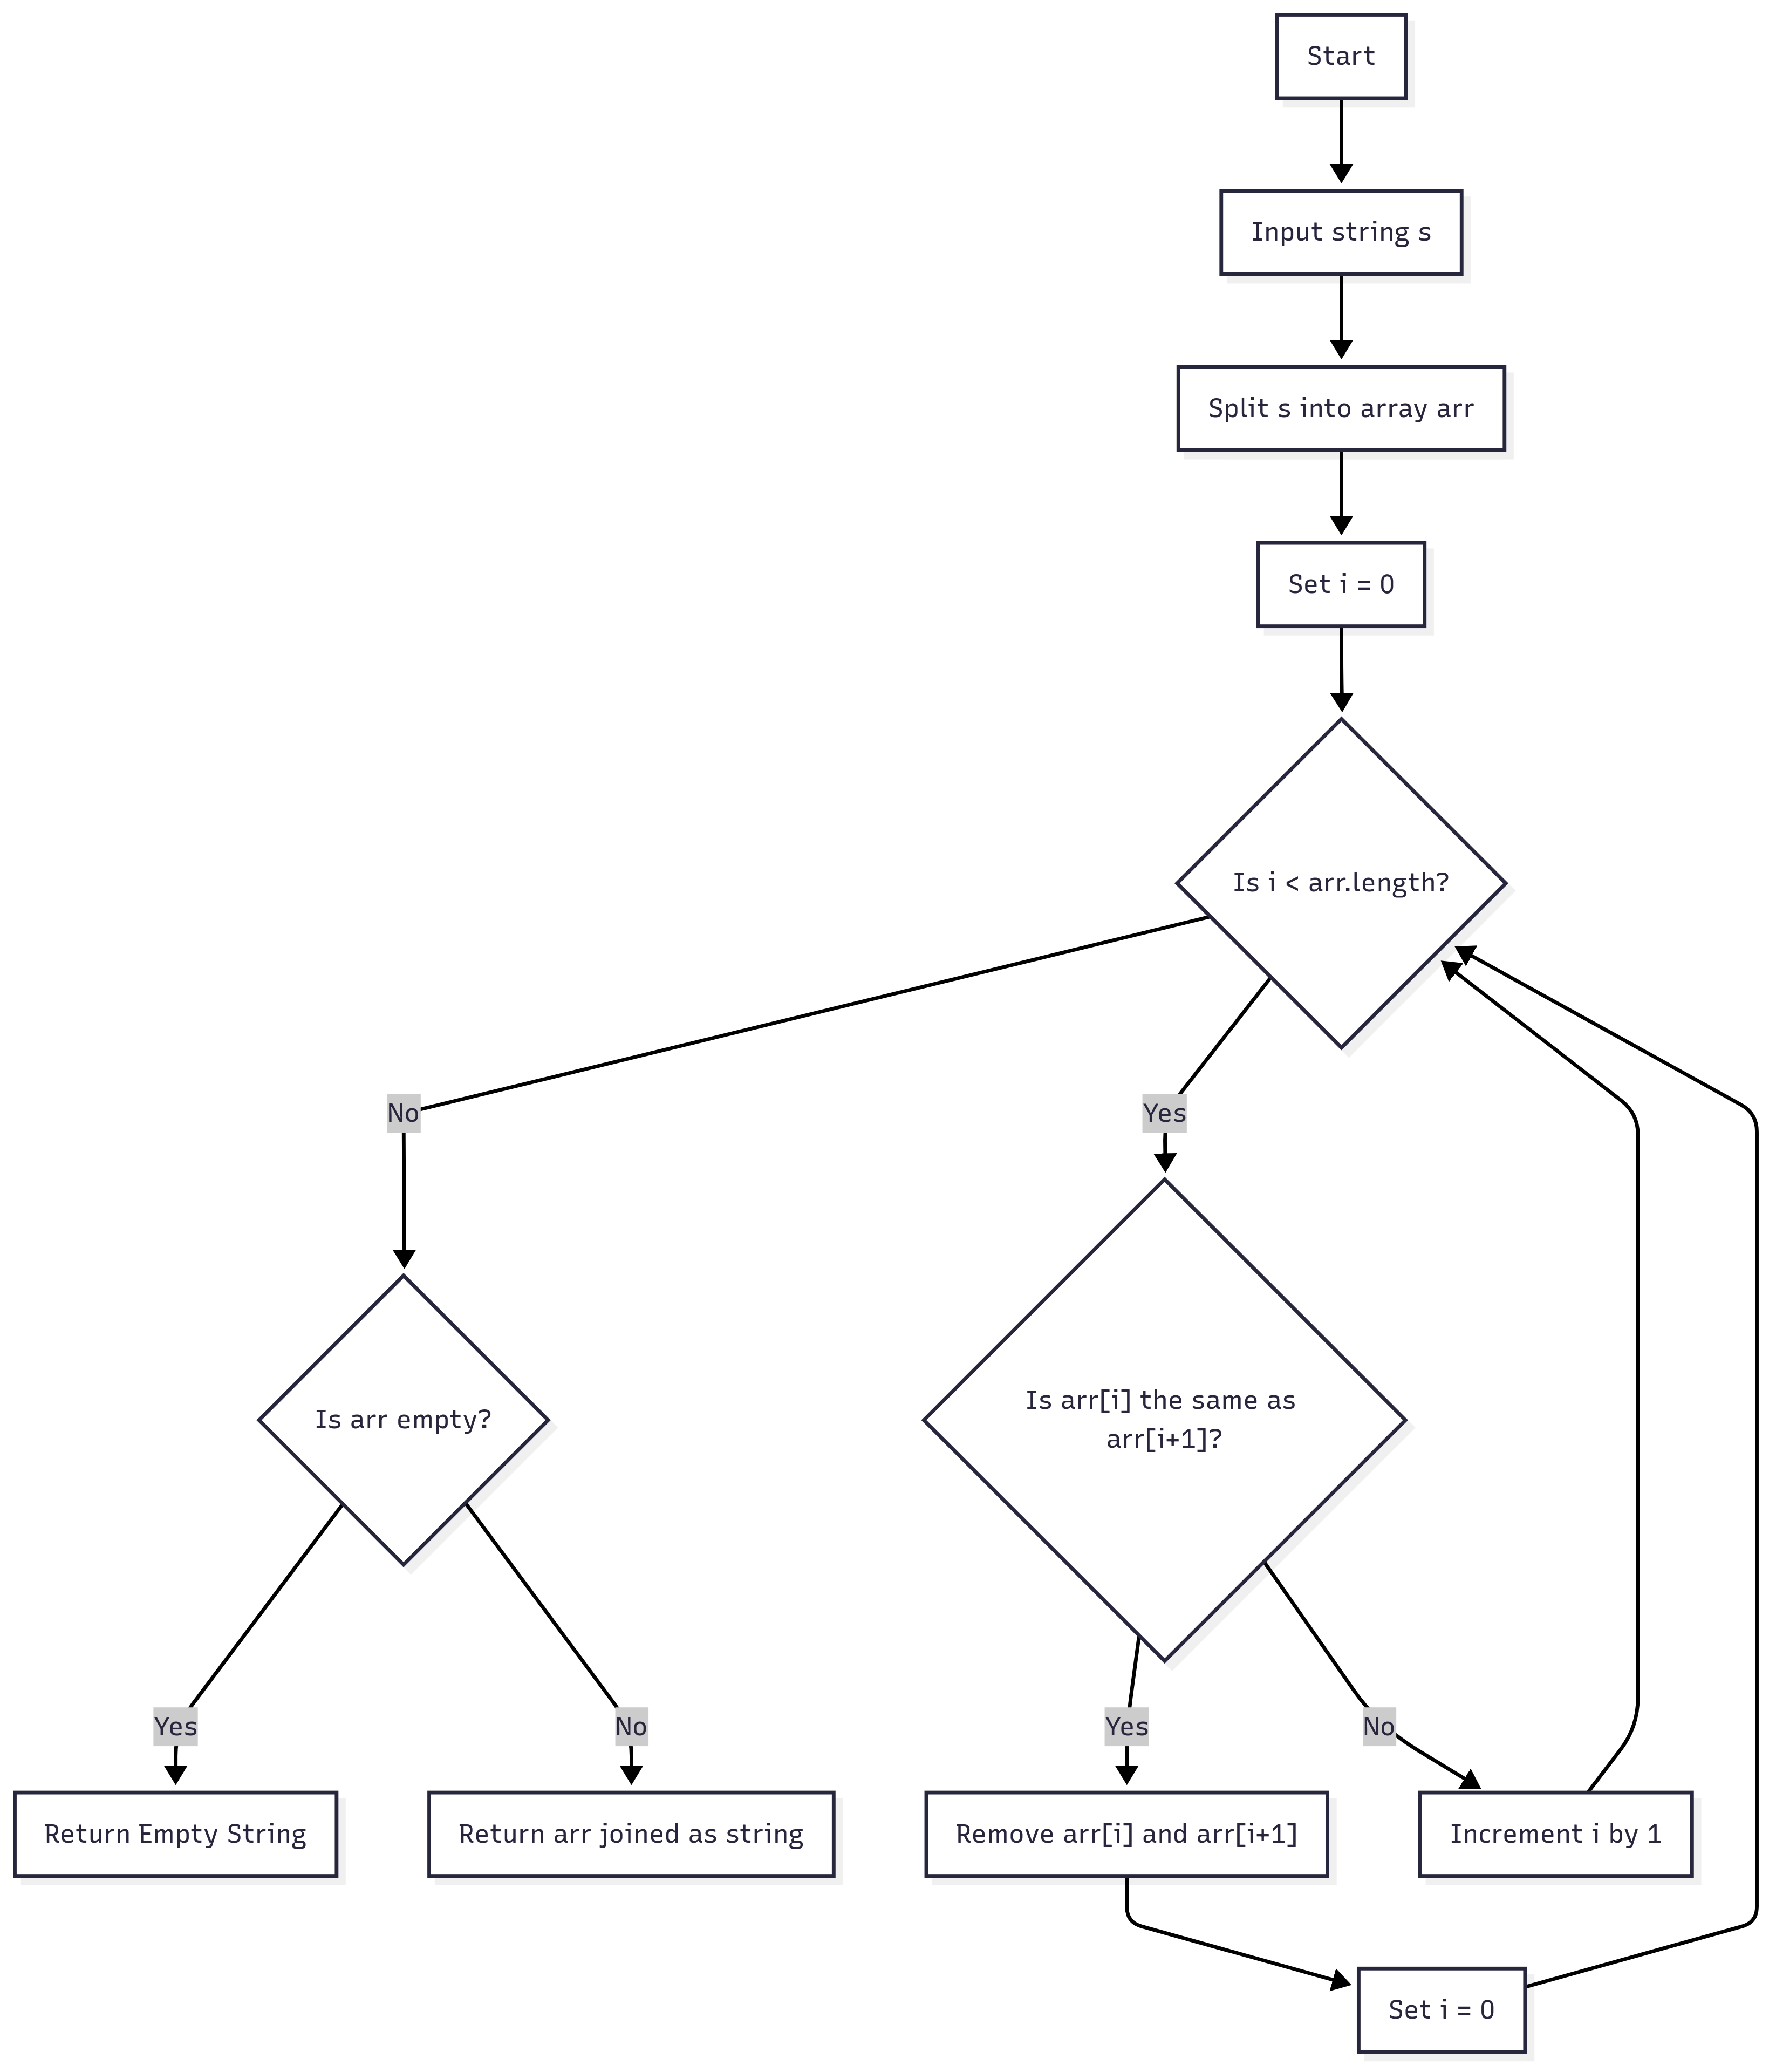 Start
Input string s
Split s into array arr
Set i = 0
Is i < arr.length?
No
Yes
Is arr empty?
Is arr[i] the same as
arr[i+1]?
Yes
No
Yes
No
Return Empty String
Return arr joined as string
Remove arr[i] and arr[i+1]
Increment i by 1
Set i = 0